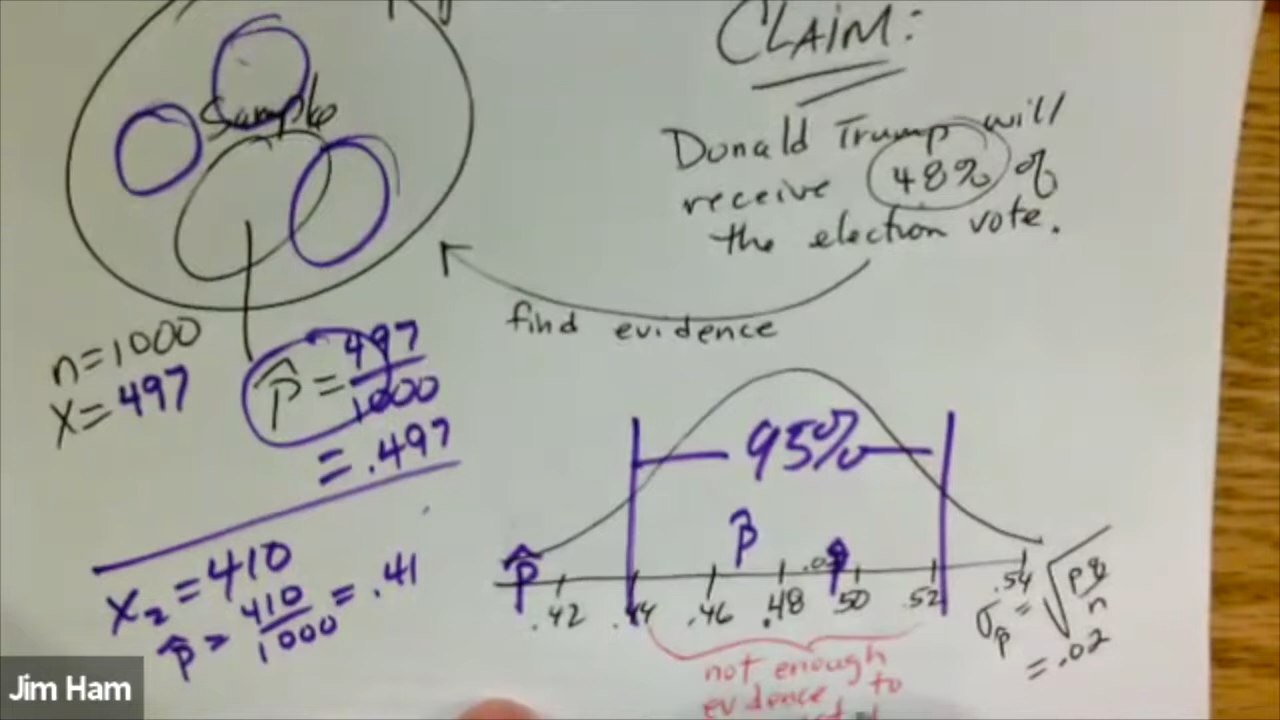 Sample
CLAIM:
Donald Trump will
receive 48% of
the election vote.
find evidence
n=1000
X=497
p̂ = 497/1000
= .497
X₂ = 410
p̂ = 410/1000 = .41
95%
p̂
p̂
.42 .44 .46 .48 .50 .52 .54
σp̂ = √pq/n
= .02
not enough
evidence to
Jim Ham